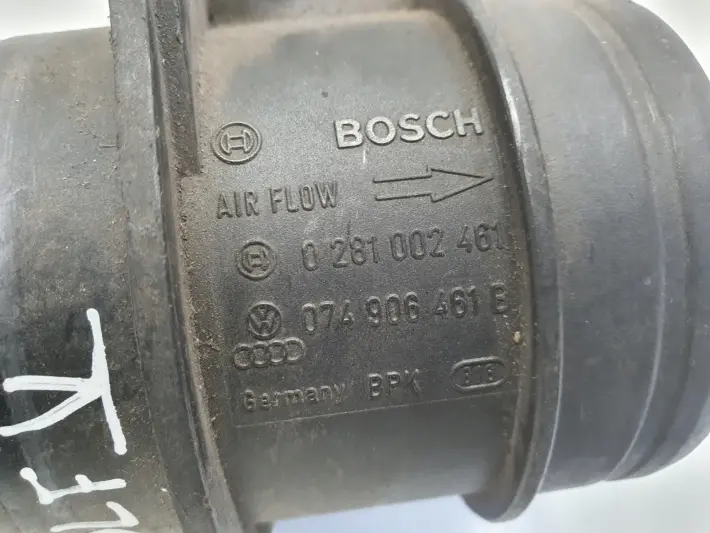 BOSCH
AIR FLOW
0 281 002 461
074 906 461 B
Germany BPK